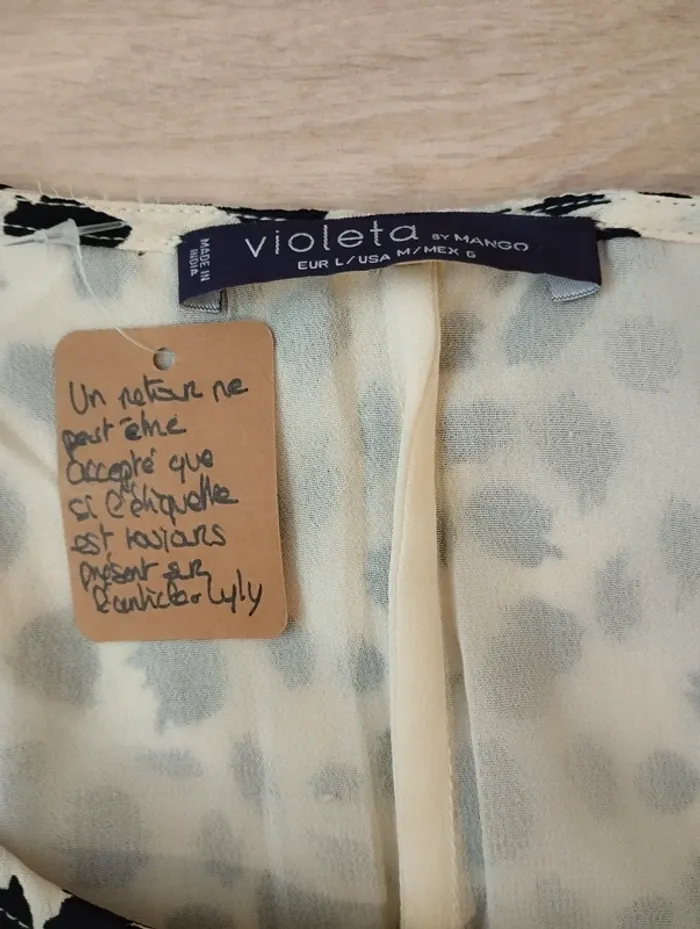 violeta BY MANGO
EUR L/USA M/MEX G
MADE IN
INDIA
Un retour ne
peut être
accepté que
si l'étiquette
est toujours
présent sur
l'article. Lyly